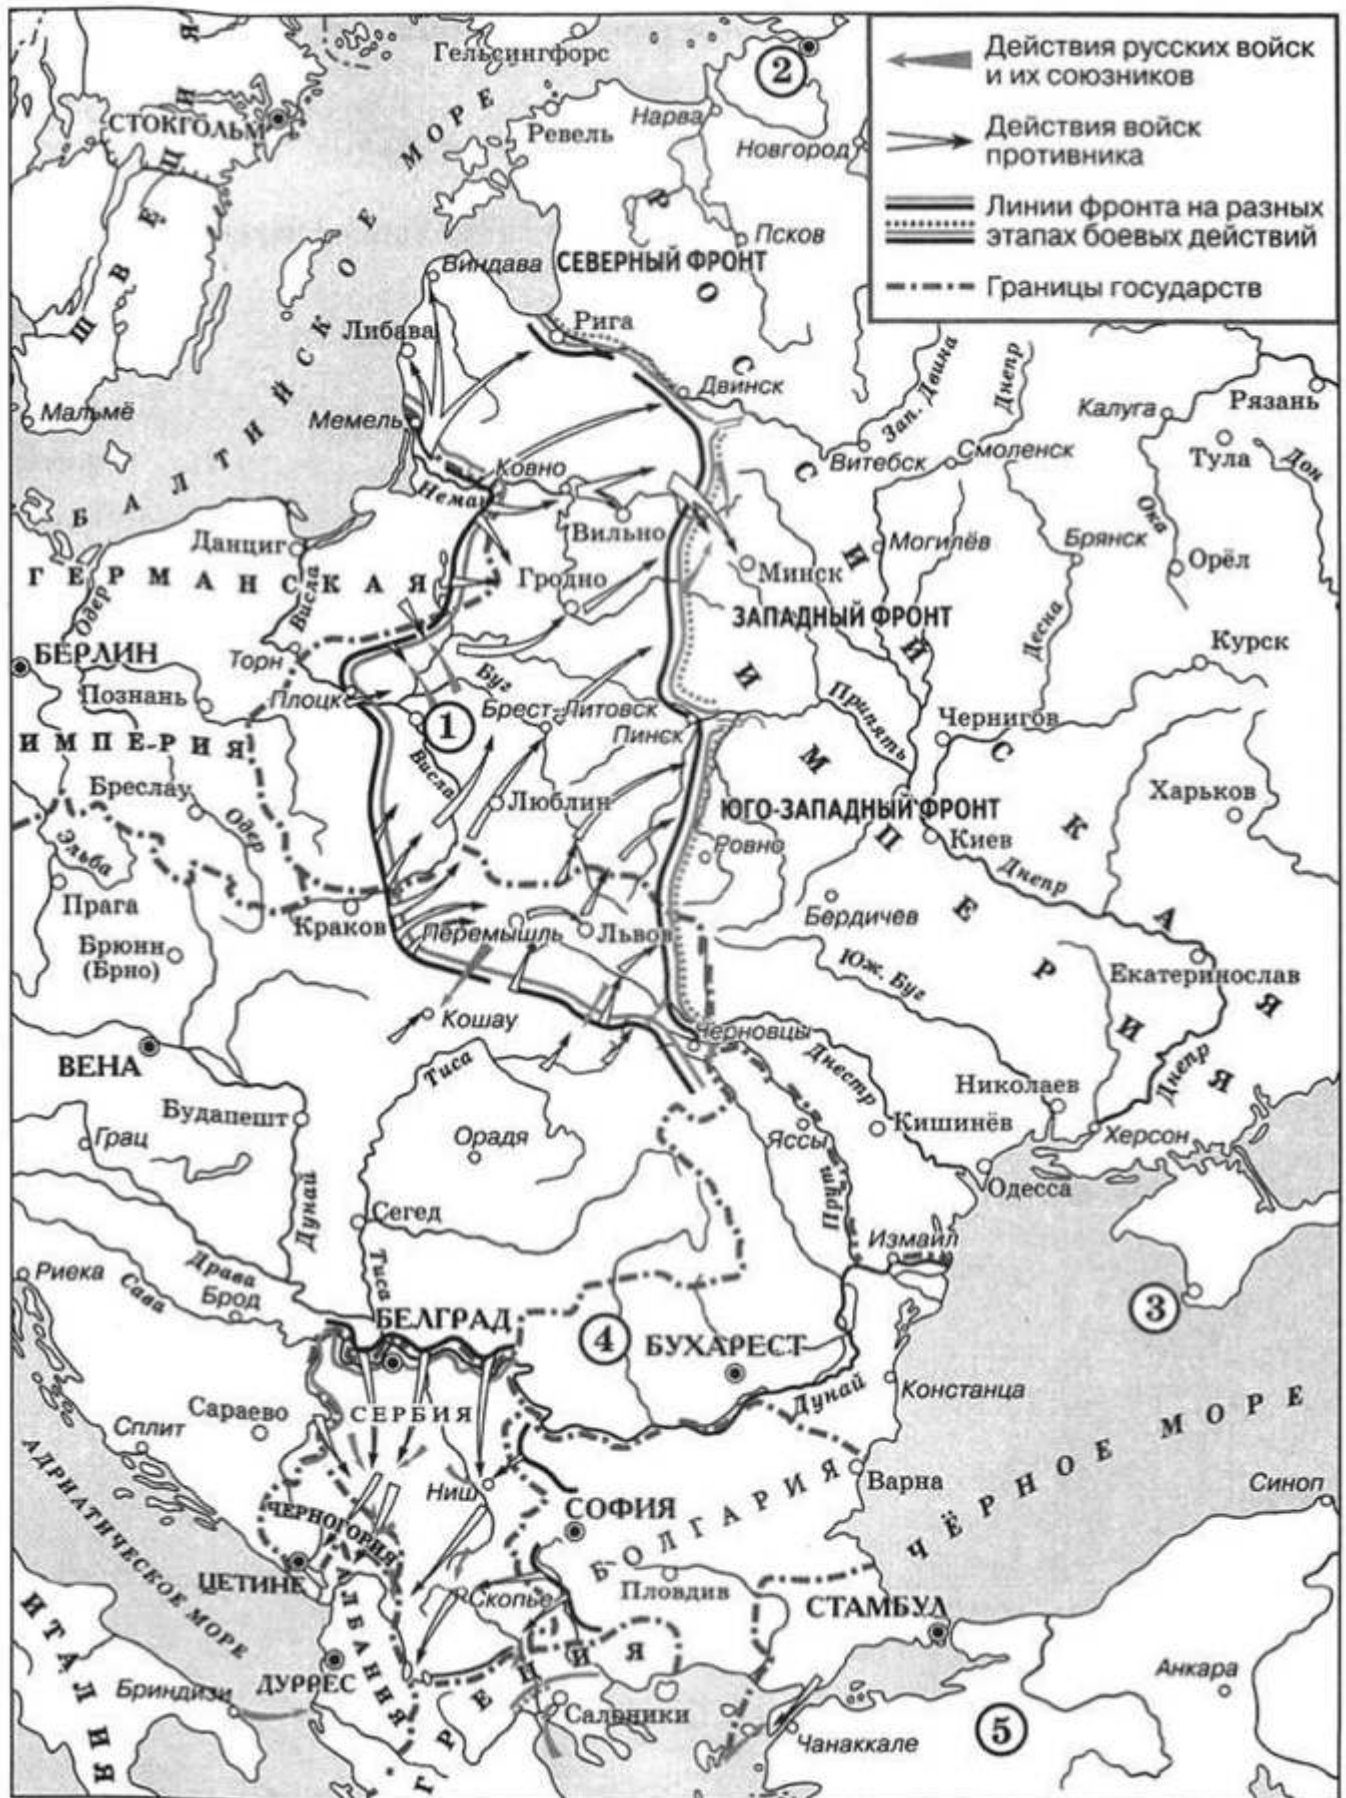 Действия русских войск
и их союзников
Действия войск
противника
Линии фронта на разных
этапах боевых действий
Границы государств
Гельсингфорс
2
СТОКГОЛЬМ
Ревель
Нарва
Новгород
Псков
ШВЕЦИЯ
БАЛТИЙСКОЕ МОРЕ
Виндава
СЕВЕРНЫЙ ФРОНТ
Рига
Либава
Двинск
Зап. Двина
Днепр
Калуга
Рязань
Мальмё
Мемель
Витебск
Смоленск
Тула
Дон
Ковно
Неман
Вильно
Могилёв
Брянск
Ока
Орёл
Данциг
Минск
ГЕРМАНСКАЯ
Гродно
Одер
Висла
ЗАПАДНЫЙ ФРОНТ
Десна
Курск
БЕРЛИН
Торн
Буг
Познань
Плоцк
Брест-Литовск
Припять
1
Пинск
Чернигов
ИМПЕРИЯ
Висла
Бреслау
Одер
Люблин
ЮГО-ЗАПАДНЫЙ ФРОНТ
Харьков
Эльба
Ровно
Киев
Днепр
РОССИЙСКАЯ ИМПЕРИЯ
Прага
Краков
Перемышль
Львов
Бердичев
Брюнн
(Брно)
Юж. Буг
Екатеринослав
Кошау
Черновцы
ВЕНА
Тиса
Днестр
Днепр
Николаев
Будапешт
Кишинёв
Грац
Орадя
Яссы
Херсон
Дунай
Прут
Одесса
Сегед
Измаил
Риека
Драва
Тиса
Сава
Брод
3
БЕЛГРАД
4
БУХАРЕСТ
Дунай
Констанца
Сараево
СЕРБИЯ
Сплит
Варна
ЧЁРНОЕ МОРЕ
Синоп
Ниш
СОФИЯ
АДРИАТИЧЕСКОЕ МОРЕ
ЧЕРНОГОРИЯ
БОЛГАРИЯ
ЦЕТИНЕ
Скопье
Пловдив
СТАМБУЛ
ИТАЛИЯ
АЛБАНИЯ
ДУРРЕС
ГРЕЦИЯ
Бриндизи
Салоники
Анкара
5
Чанаккале